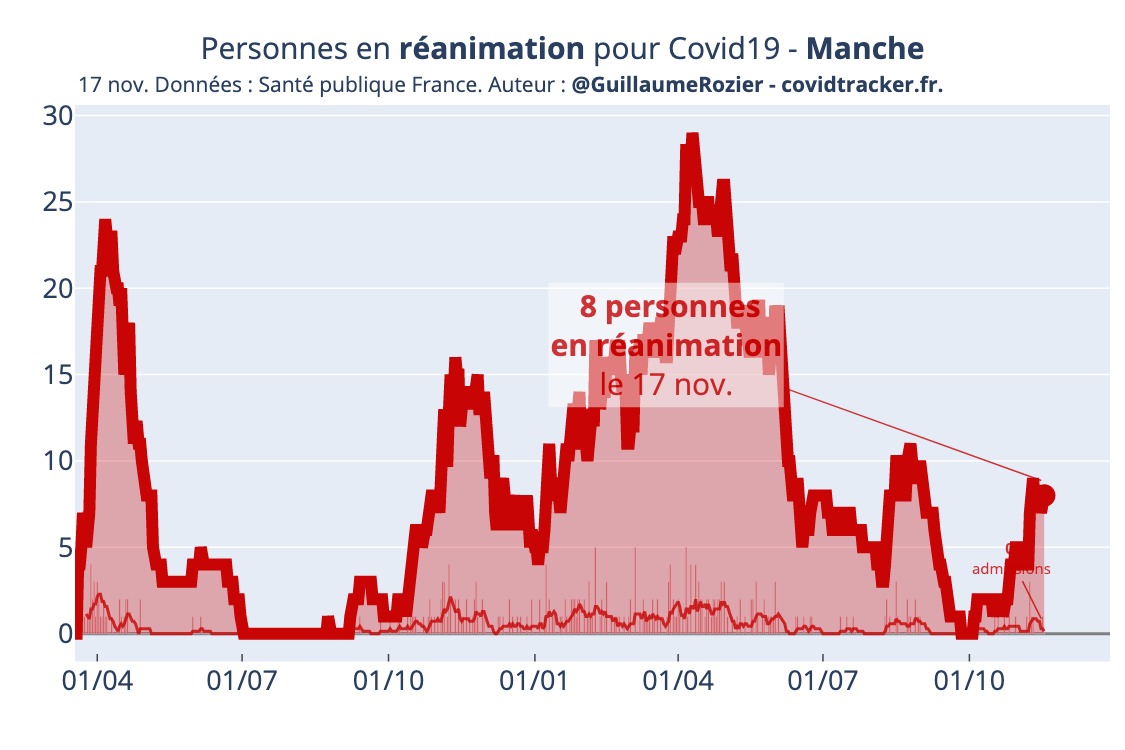 Personnes en réanimation pour Covid19 - Manche
17 nov. Données : Santé publique France. Auteur : @GuillaumeRozier - covidtracker.fr.
30
25
20
15
10
5
0
8 personnes
en réanimation
le 17 nov.
admissions
01/04
01/07
01/10
01/01
01/04
01/07
01/10